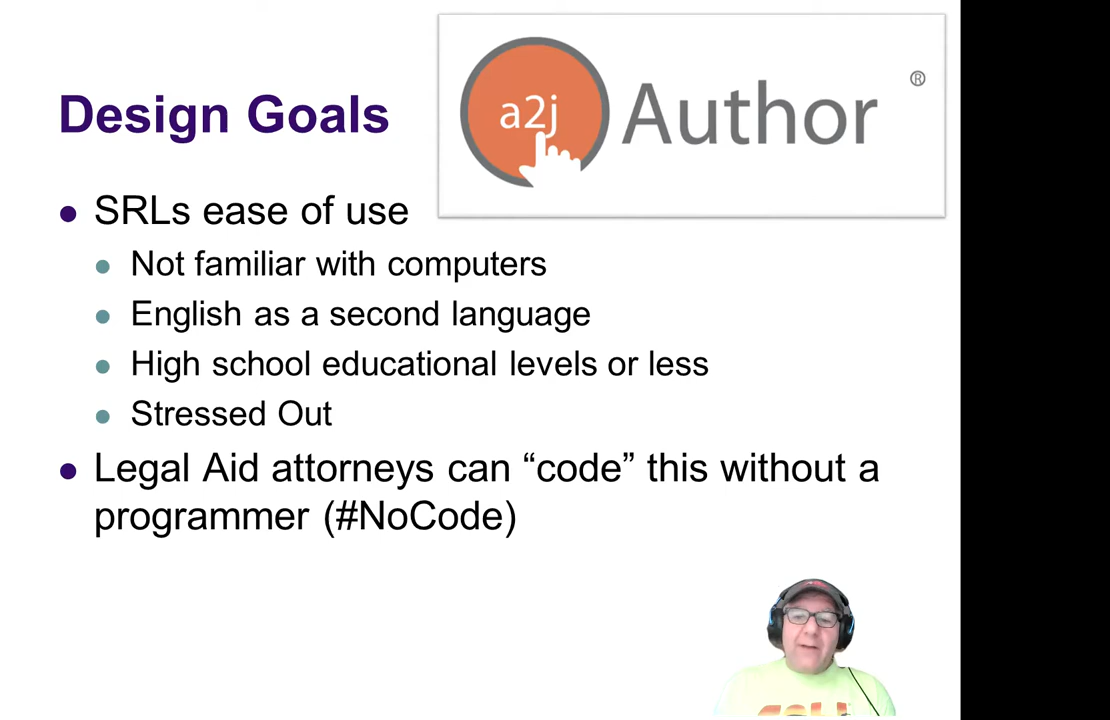 a2j Author ®
Design Goals
SRLs ease of use
Not familiar with computers
English as a second language
High school educational levels or less
Stressed Out
Legal Aid attorneys can “code” this without a
programmer (#NoCode)